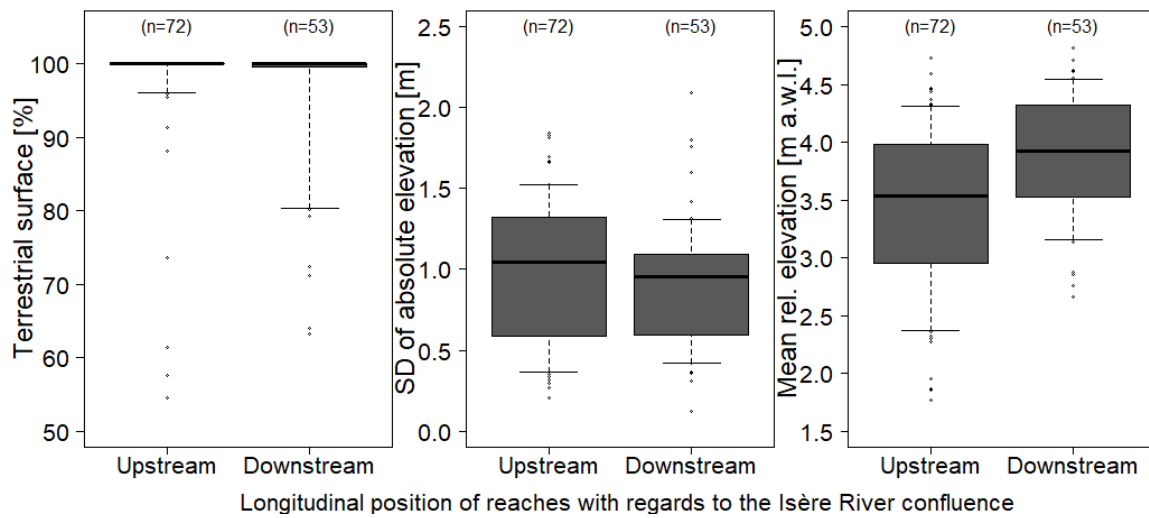 Terrestrial surface [%]
100
90
80
70
60
50
(n=72)
(n=53)
Upstream
Downstream
SD of absolute elevation [m]
2.5
2.0
1.5
1.0
0.5
0.0
(n=72)
(n=53)
Upstream
Downstream
Mean rel. elevation [m a.w.l.]
5.0
4.5
4.0
3.5
3.0
2.5
2.0
1.5
(n=72)
(n=53)
Upstream
Downstream
Longitudinal position of reaches with regards to the Isère River confluence